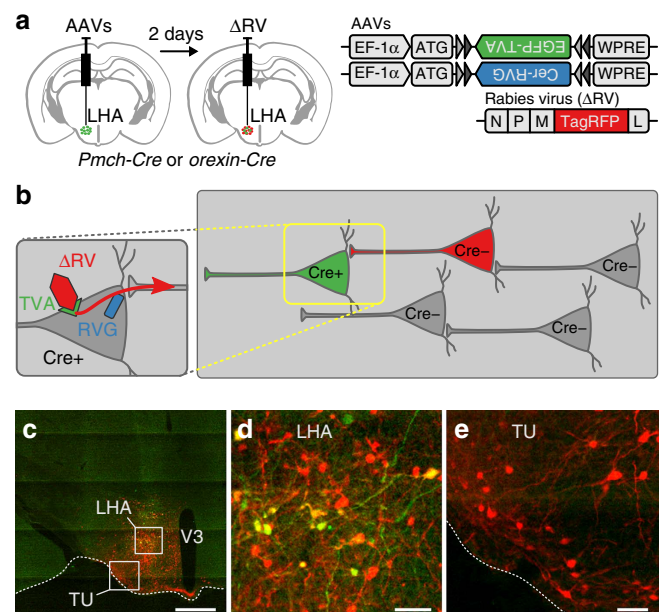 a
AAVs
2 days
ΔRV
LHA
LHA
Pmch-Cre or orexin-Cre
AAVs
EF-1α ATG EGFP-TVA WPRE
EF-1α ATG Cer-RVG WPRE
Rabies virus (ΔRV)
N P M TagRFP L
b
ΔRV
TVA
RVG
Cre+
Cre+
Cre–
Cre–
Cre–
Cre–
c
LHA
V3
TU
d
LHA
e
TU